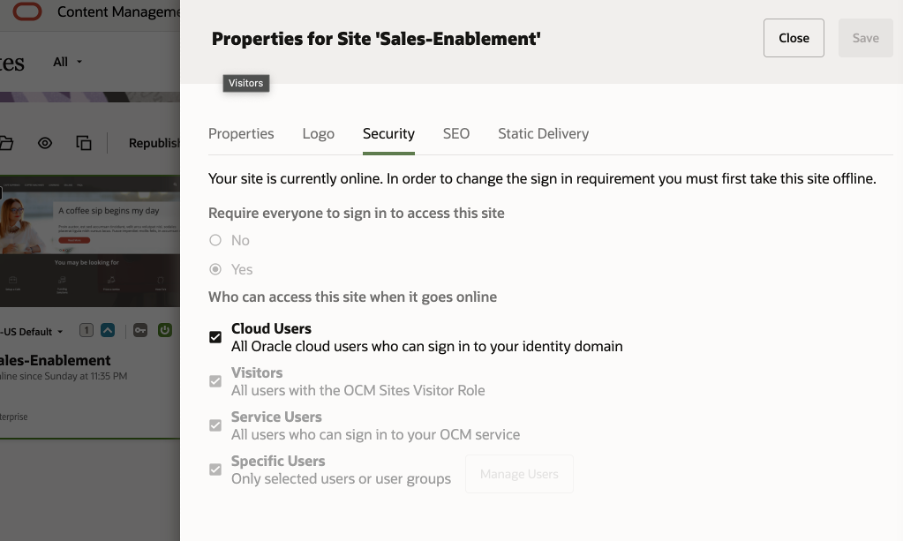 Content Manageme
Properties for Site 'Sales-Enablement'
Close
Save
tes
All
Visitors
Properties
Logo
Security
SEO
Static Delivery
Republish
Your site is currently online. In order to change the sign in requirement you must first take this site offline.
Require everyone to sign in to access this site
No
Yes
Who can access this site when it goes online
Cloud Users
All Oracle cloud users who can sign in to your identity domain
Visitors
All users with the OCM Sites Visitor Role
Service Users
All users who can sign in to your OCM service
Specific Users
Only selected users or user groups
Manage Users
A coffee sip begins my day
You may be looking for
-US Default
1
ales-Enablement
nline since Sunday at 11:35 PM
terprise